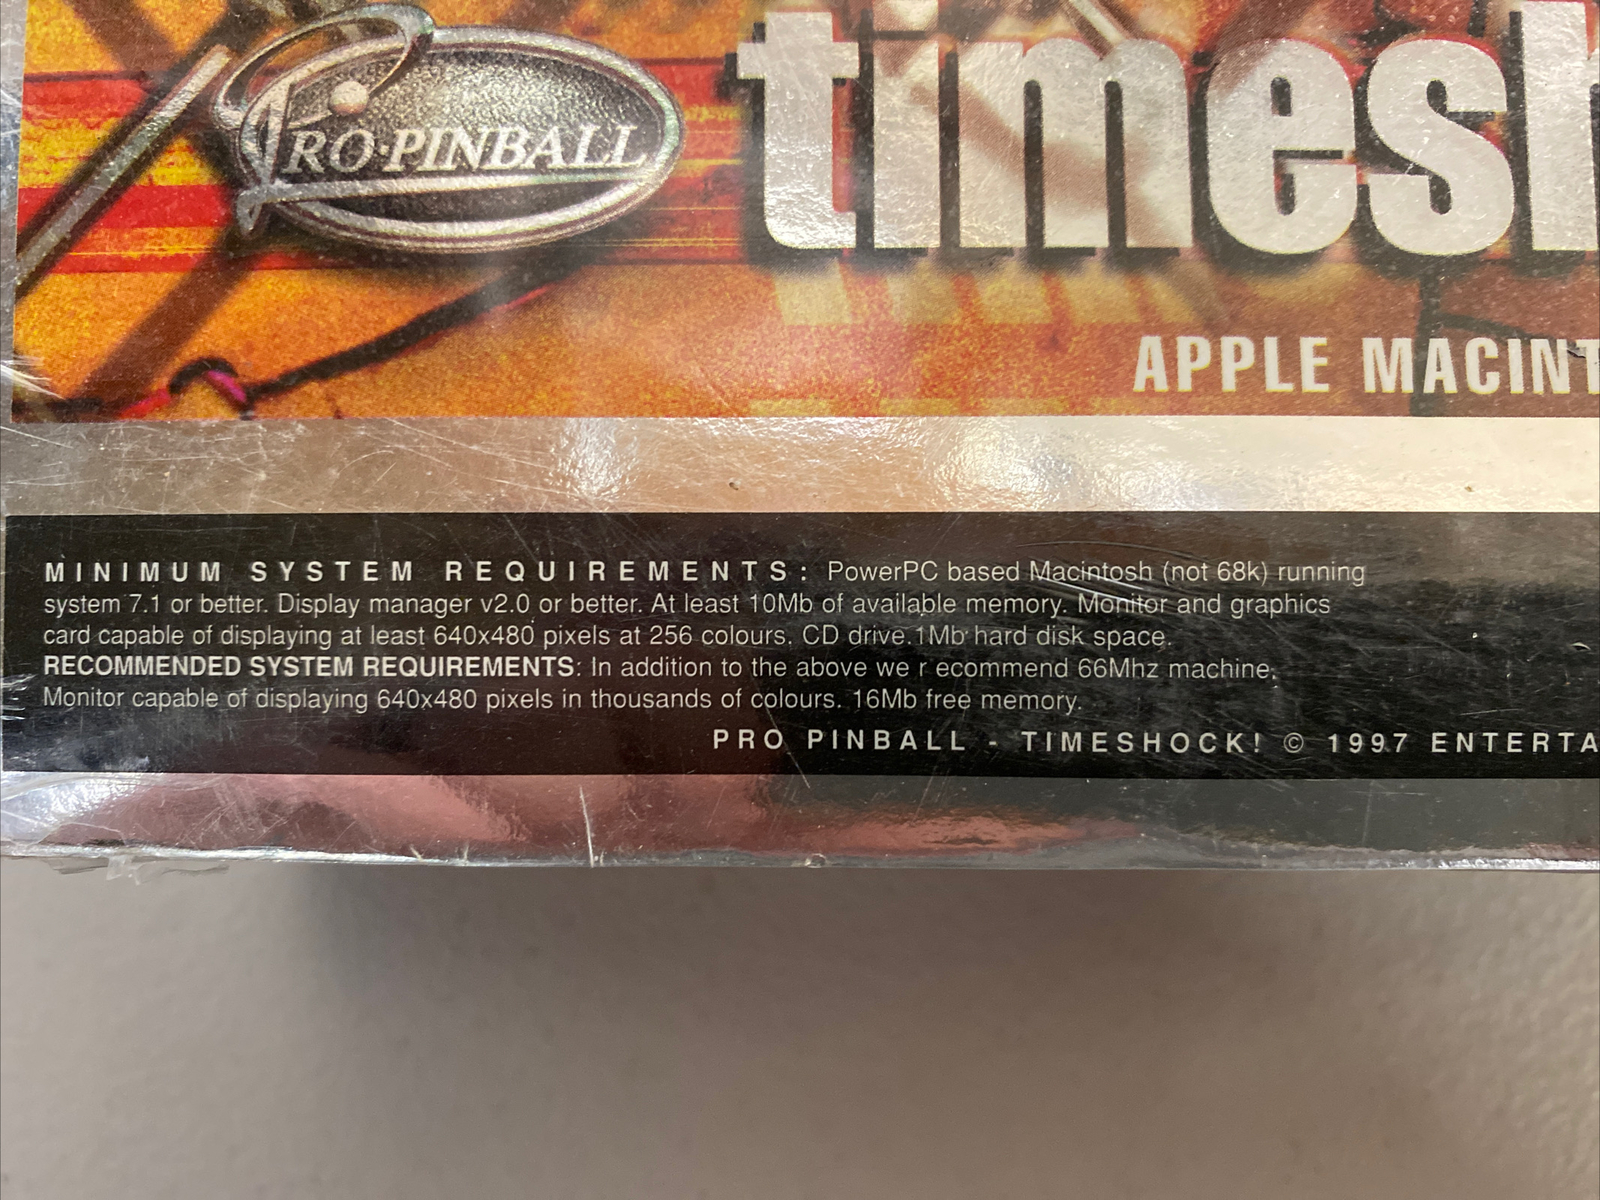 PRO·PINBALL
timesh
APPLE MACINT
MINIMUM SYSTEM REQUIREMENTS: PowerPC based Macintosh (not 68k) running
system 7.1 or better. Display manager v2.0 or better. At least 10Mb of available memory. Monitor and graphics
card capable of displaying at least 640x480 pixels at 256 colours. CD drive.1Mb hard disk space.
RECOMMENDED SYSTEM REQUIREMENTS: In addition to the above we r ecommend 66Mhz machine.
Monitor capable of displaying 640x480 pixels in thousands of colours. 16Mb free memory.
PRO PINBALL - TIMESHOCK! © 1997 ENTERTA